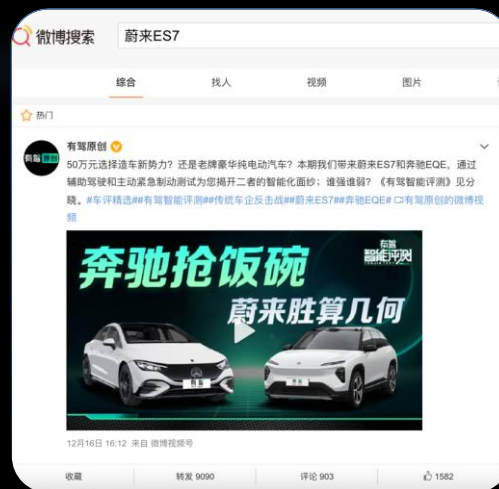 微博搜索
蔚来ES7
综合
找人
视频
图片
热门
有驾原创
有驾原创
50万元选择造车新势力？还是老牌豪华纯电动汽车？本期我们带来蔚来ES7和奔驰EQE，通过
辅助驾驶和主动紧急制动测试为您揭开二者的智能化面纱；谁强谁弱？《有驾智能评测》见分
晓。#车评精选##有驾智能评测##传统车企反击战##蔚来ES7##奔驰EQE# 有驾原创的微博视
频
有驾
智能评测
奔驰抢饭碗
蔚来胜算几何
有驾
有驾
12月16日 16:12 来自 微博视频号
收藏
转发 9090
评论 903
1582